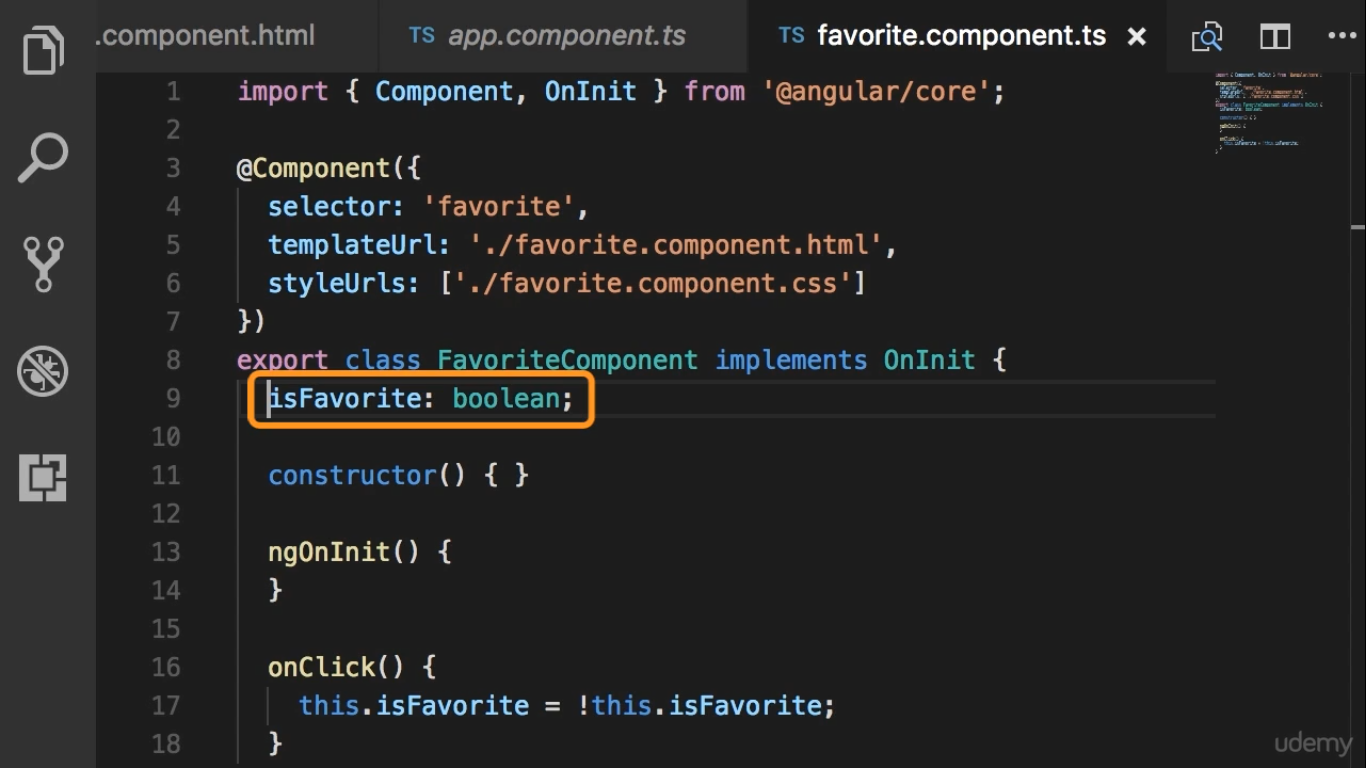 .component.html TS app.component.ts TS favorite.component.ts
1 import { Component, OnInit } from '@angular/core';
2
3 @Component({
4 selector: 'favorite',
5 templateUrl: './favorite.component.html',
6 styleUrls: ['./favorite.component.css']
7 })
8 export class FavoriteComponent implements OnInit {
9 isFavorite: boolean;
10
11 constructor() { }
12
13 ngOnInit() {
14 }
15
16 onClick() {
17 this.isFavorite = !this.isFavorite;
18 }
udemy